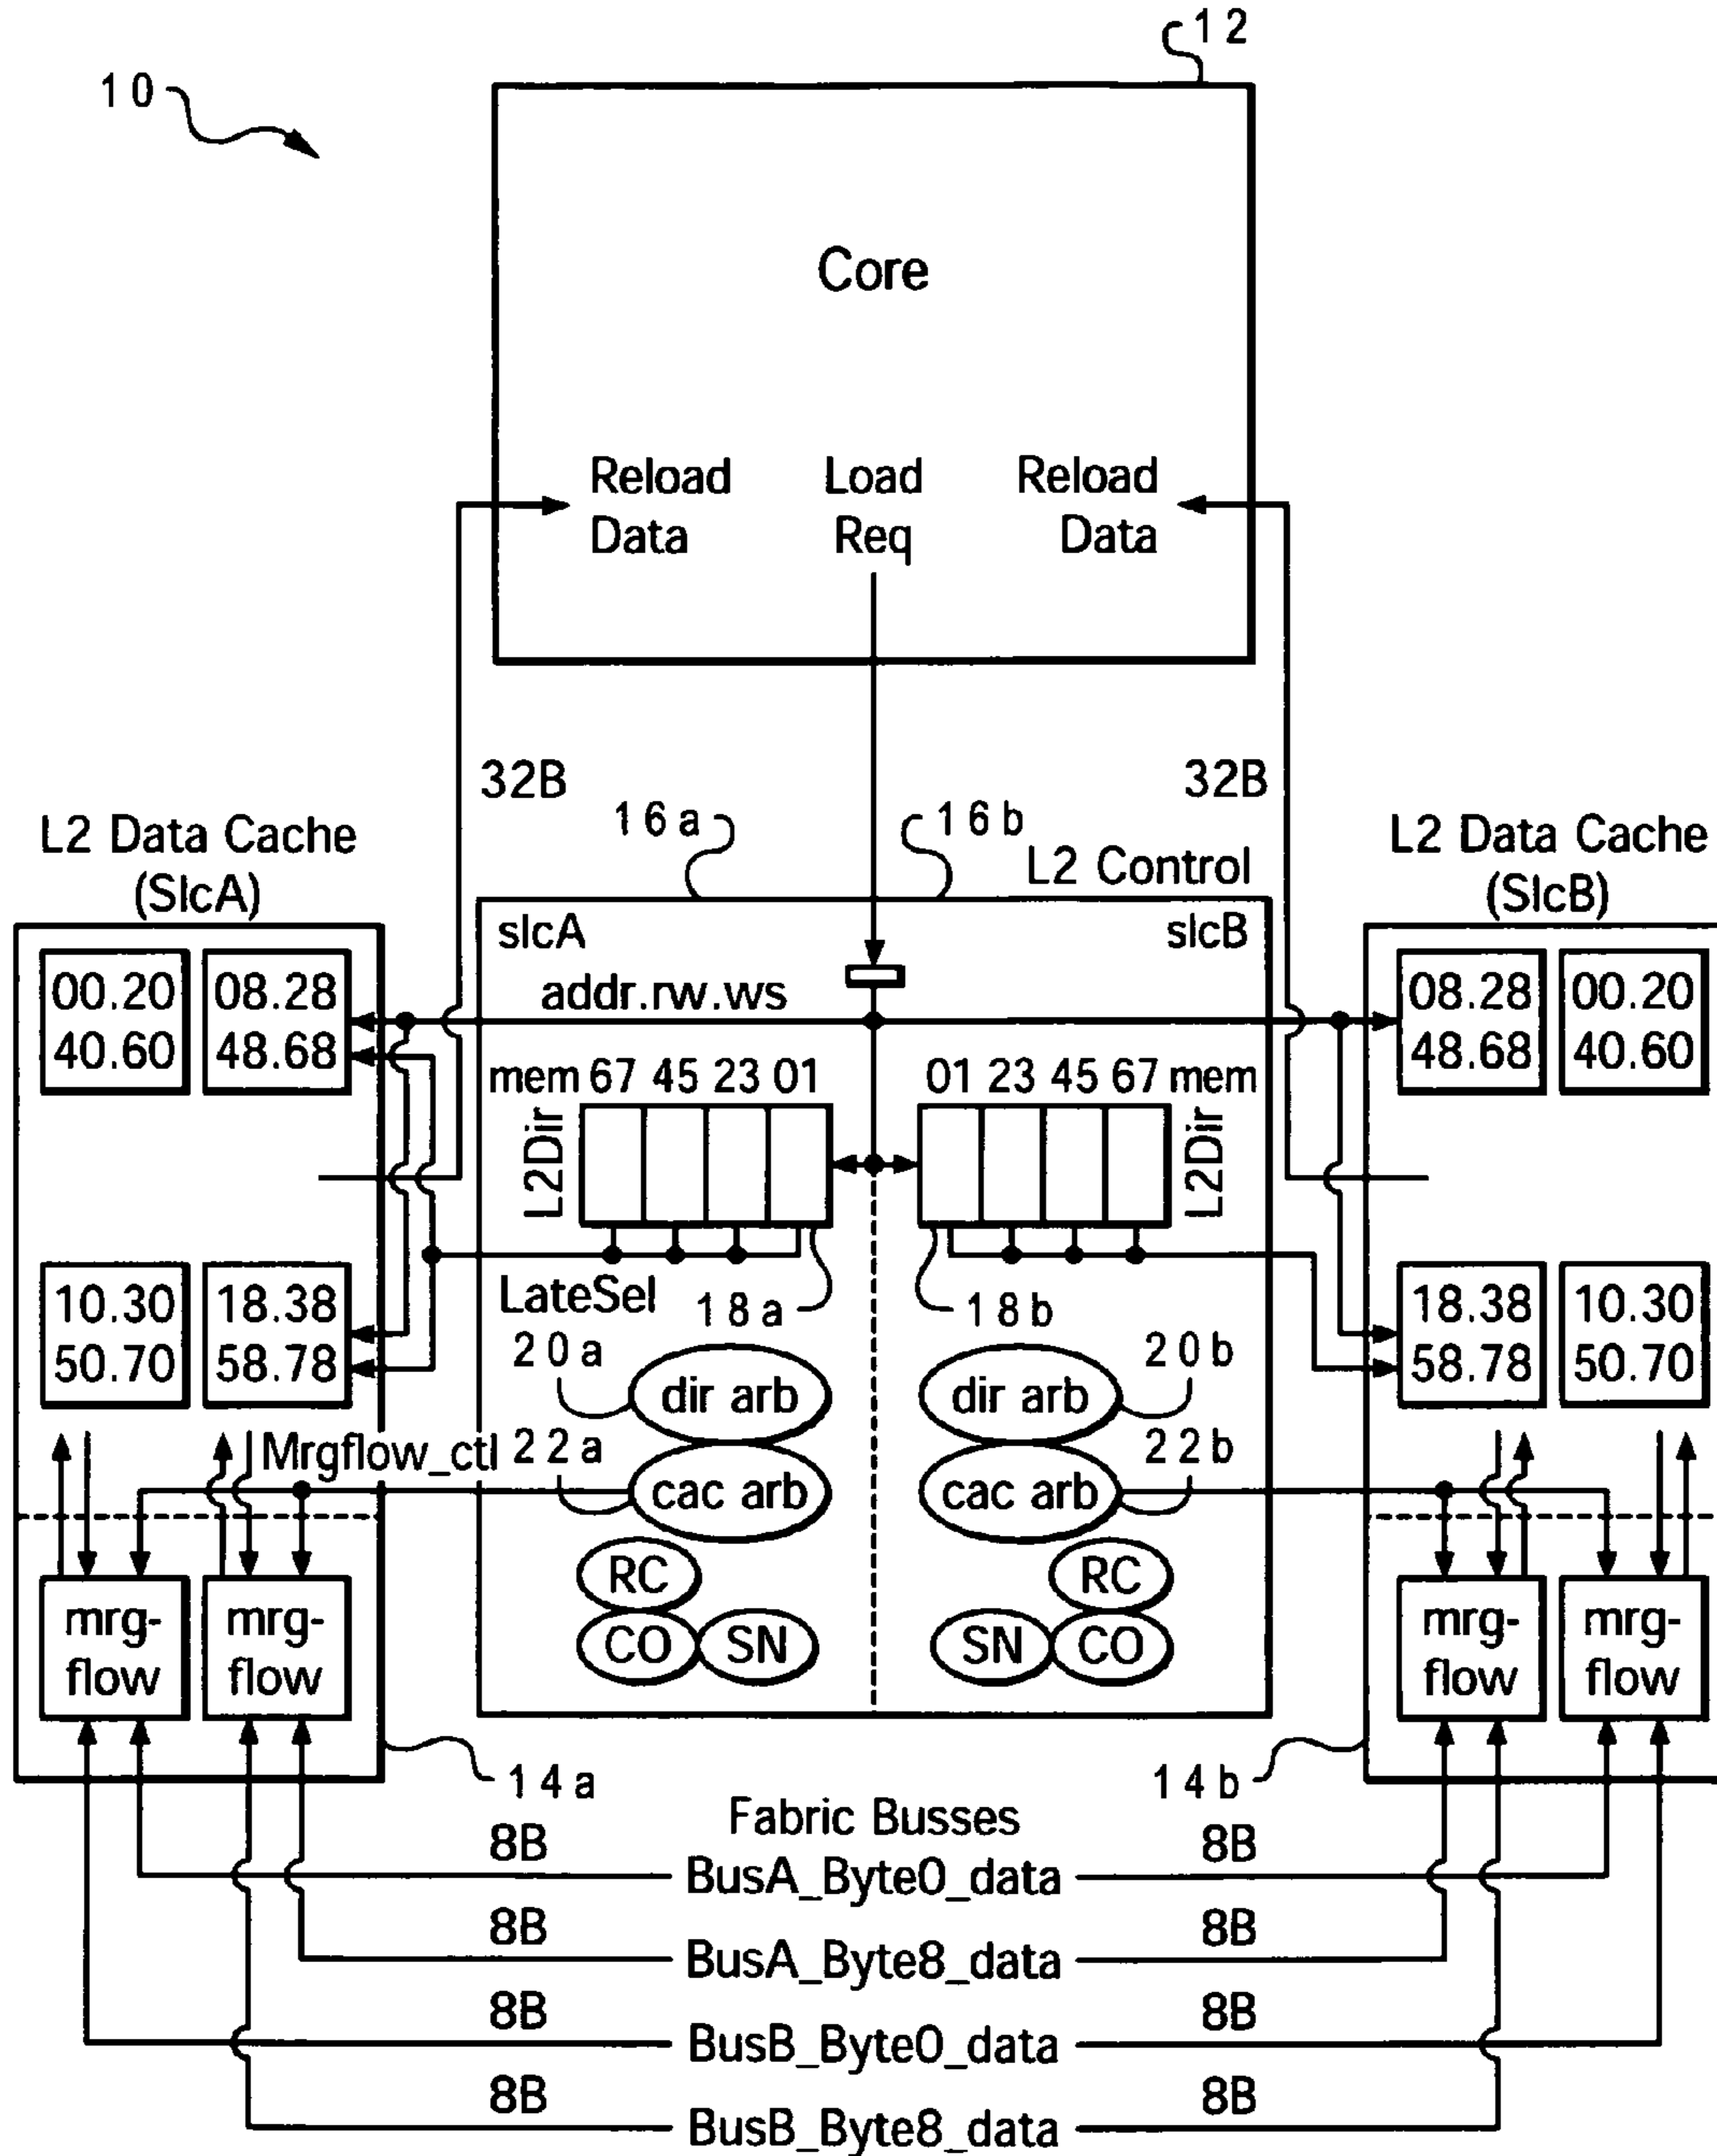 12
10
Core
Reload Data
Load Req
Reload Data
32B
32B
16a
16b
L2 Control
L2 Data Cache
(SlcA)
L2 Data Cache
(SlcB)
slcA
slcB
addr.rw.ws
00.20
40.60
08.28
48.68
08.28
48.68
00.20
40.60
mem 67 45 23 01
01 23 45 67 mem
L2Dir
L2Dir
10.30
50.70
18.38
58.78
18.38
58.78
10.30
50.70
LateSel
18a
18b
20a
dir arb
dir arb
20b
Mrgflow_ctl
22a
cac arb
cac arb
22b
RC
RC
CO
SN
SN
CO
mrg-
flow
mrg-
flow
mrg-
flow
mrg-
flow
14a
14b
Fabric Busses
8B
BusA_Byte0_data
8B
8B
BusA_Byte8_data
8B
8B
BusB_Byte0_data
8B
8B
BusB_Byte8_data
8B